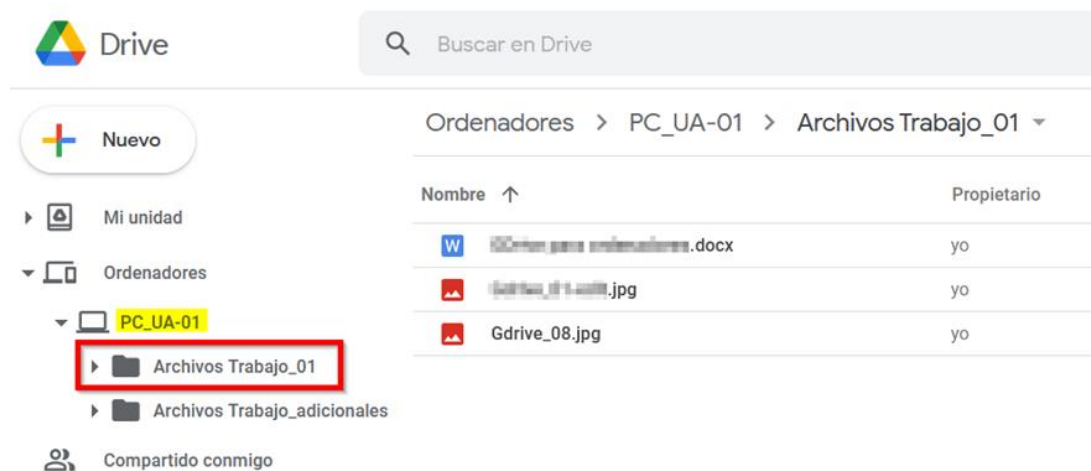 Drive
Buscar en Drive
Nuevo
Mi unidad
Ordenadores
PC_UA-01
Archivos Trabajo_01
Archivos Trabajo_adicionales
Compartido conmigo
Ordenadores > PC_UA-01 > Archivos Trabajo_01
Nombre ↑ Propietario
W .docx yo
.jpg yo
Gdrive_08.jpg yo